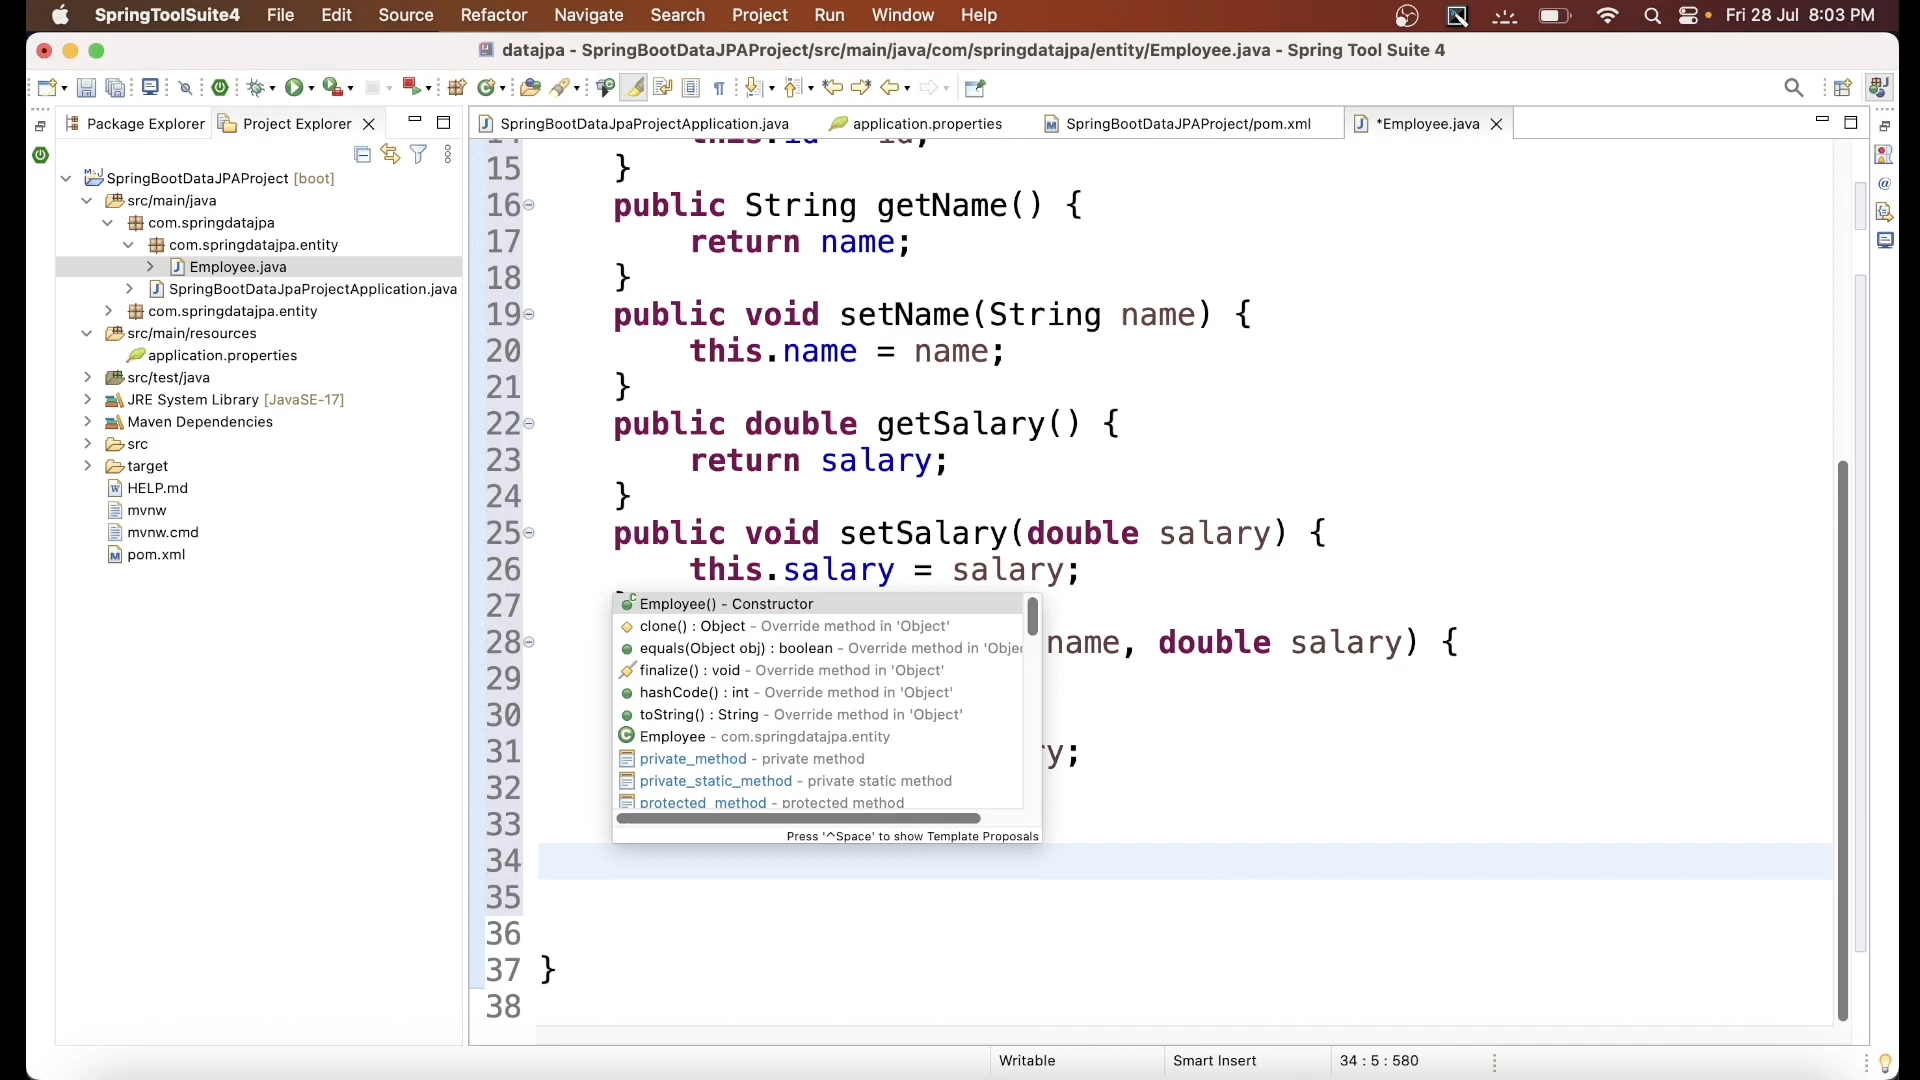 SpringToolSuite4 File Edit Source Refactor Navigate Search Project Run Window Help Fri 28 Jul 8:03 PM
datajpa - SpringBootDataJPAProject/src/main/java/com/springdatajpa/entity/Employee.java - Spring Tool Suite 4
Package Explorer Project Explorer
SpringBootDataJpaProjectApplication.java application.properties SpringBootDataJPAProject/pom.xml *Employee.java
SpringBootDataJPAProject [boot]
src/main/java
com.springdatajpa
com.springdatajpa.entity
Employee.java
SpringBootDataJpaProjectApplication.java
com.springdatajpa.entity
src/main/resources
application.properties
src/test/java
JRE System Library [JavaSE-17]
Maven Dependencies
src
target
HELP.md
mvnw
mvnw.cmd
pom.xml
15 }
16 public String getName() {
17 return name;
18 }
19 public void setName(String name) {
20 this.name = name;
21 }
22 public double getSalary() {
23 return salary;
24 }
25 public void setSalary(double salary) {
26 this.salary = salary;
27
28 name, double salary) {
29
30
31 y;
32
33
34
35
36
37 }
38
Employee() - Constructor
clone() : Object - Override method in 'Object'
equals(Object obj) : boolean - Override method in 'Obje
finalize() : void - Override method in 'Object'
hashCode() : int - Override method in 'Object'
toString() : String - Override method in 'Object'
Employee - com.springdatajpa.entity
private_method - private method
private_static_method - private static method
protected_method - protected method
Press '^Space' to show Template Proposals
Writable Smart Insert 34 : 5 : 580